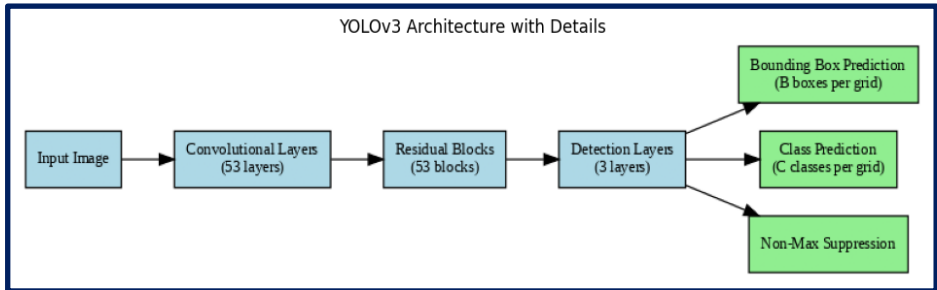 YOLOv3 Architecture with Details
Input Image
Convolutional Layers
(53 layers)
Residual Blocks
(53 blocks)
Detection Layers
(3 layers)
Bounding Box Prediction
(B boxes per grid)
Class Prediction
(C classes per grid)
Non-Max Suppression